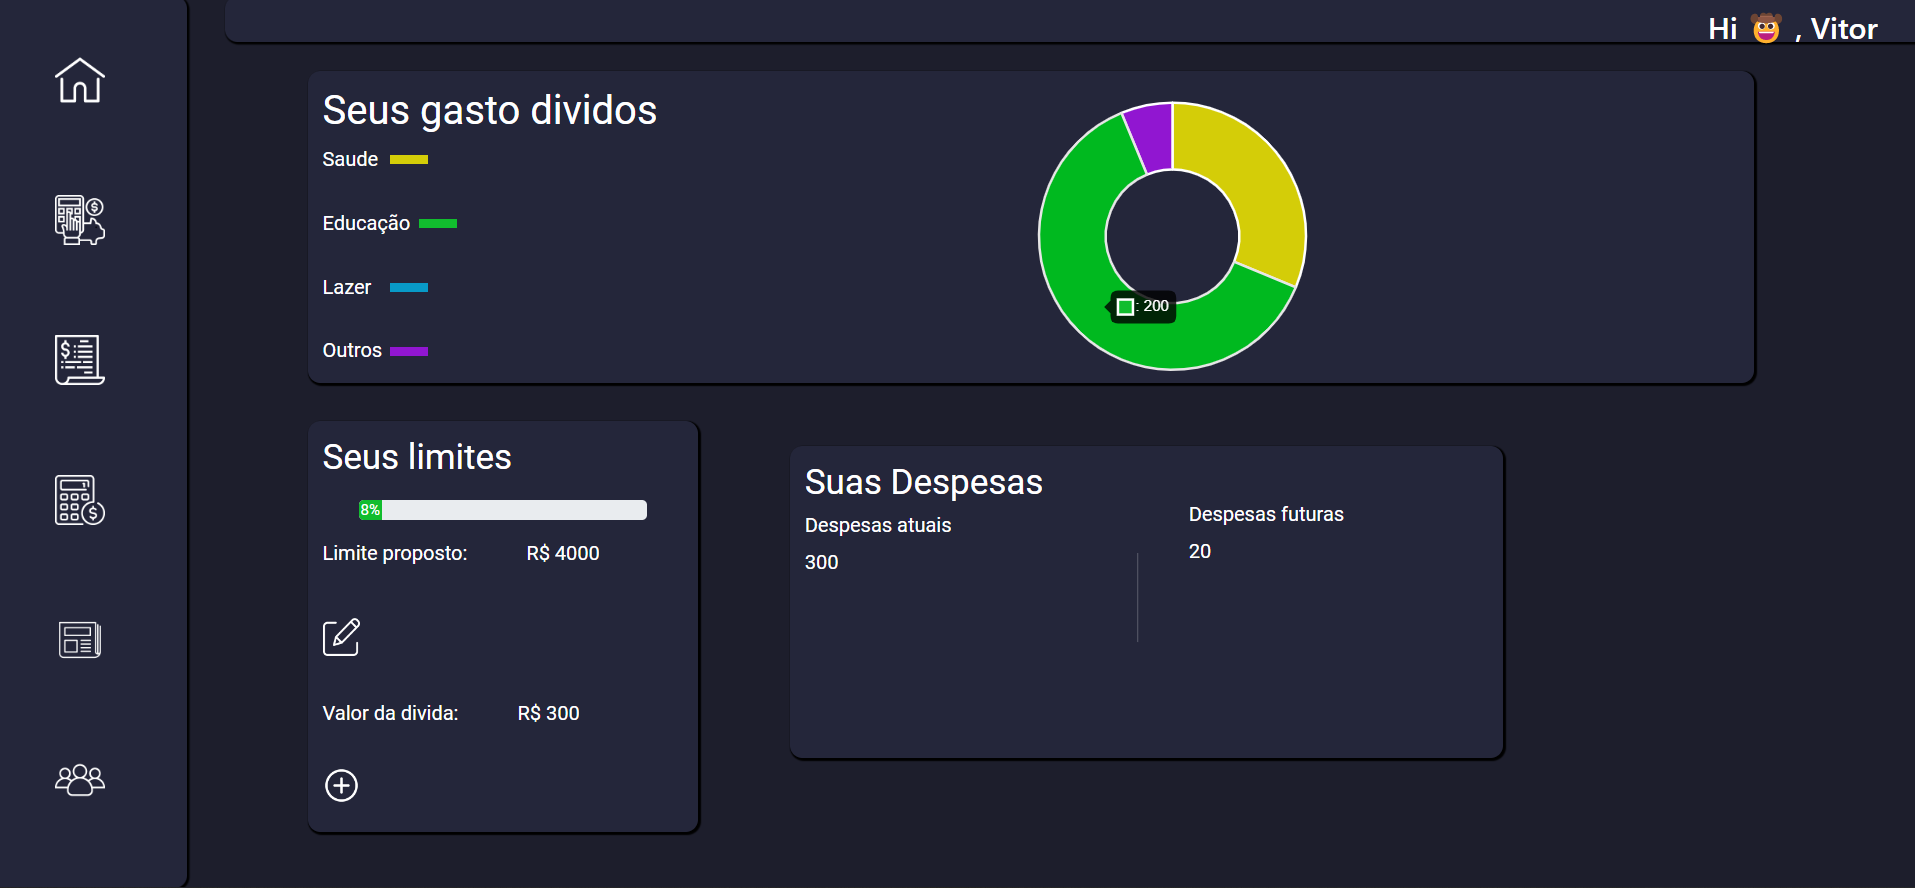 Hi 🤠 , Vitor
Seus gasto dividos
Saude
Educação
Lazer
Outros
: 200
Seus limites
8%
Limite proposto: R$ 4000
Valor da divida: R$ 300
Suas Despesas
Despesas atuais
300
Despesas futuras
20